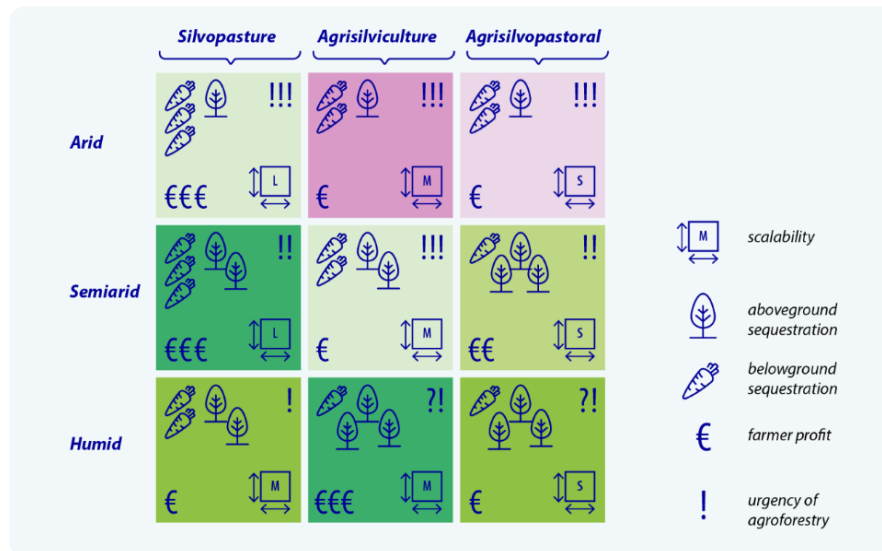 Silvopasture Agrisilviculture Agrisilvopastoral
!!! !!! !!!
Arid
L M S
€€€ € €
!! !!! !!
M scalability
Semiarid
aboveground
sequestration
L M S
€€€ € €€
belowground
sequestration
! ?! ?!
€ farmer profit
Humid
M M S
€ €€€ €
! urgency of
agroforestry